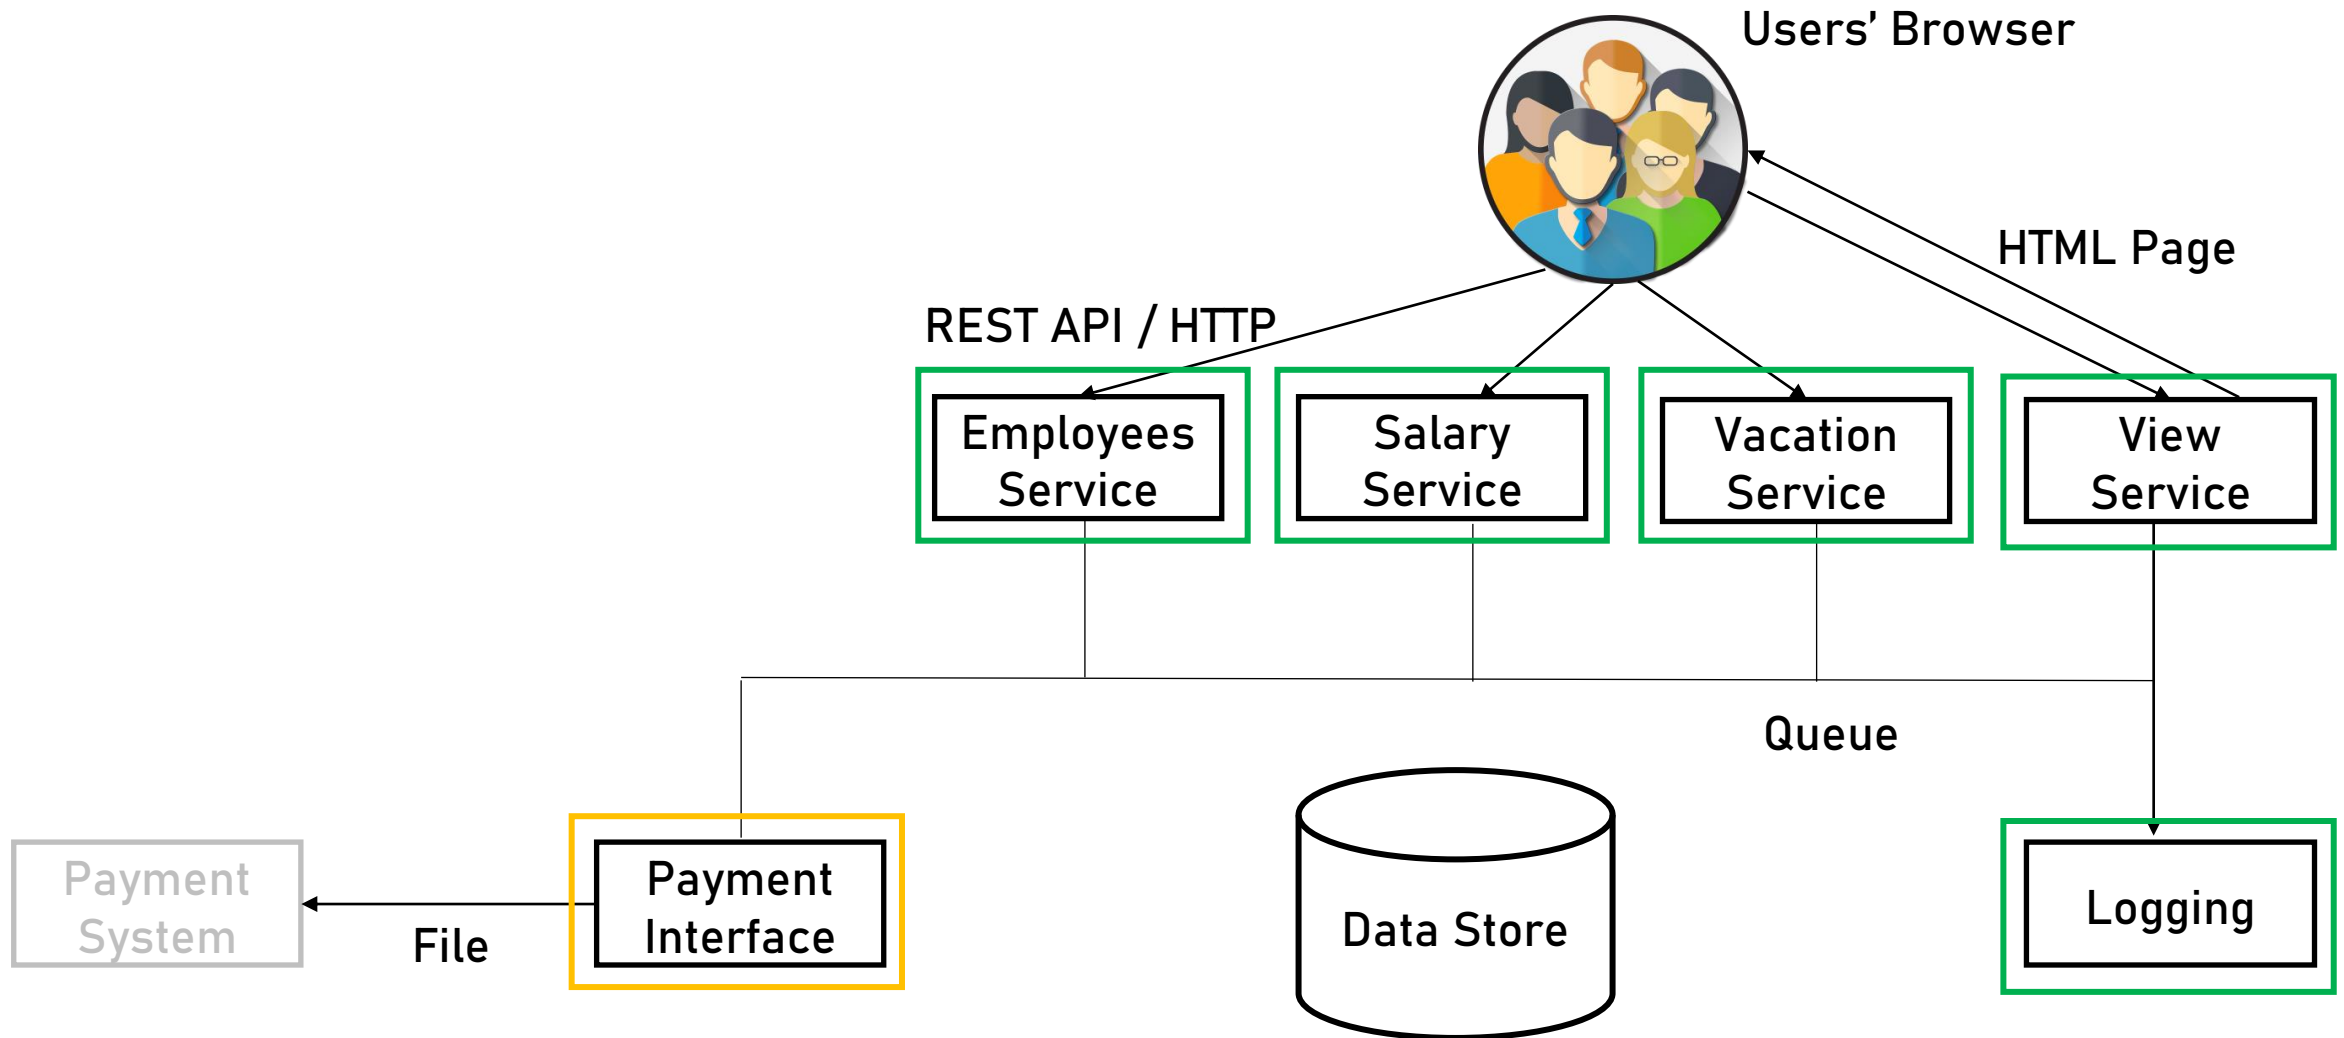 Users’ Browser
HTML Page
REST API / HTTP
Employees
Service
Salary
Service
Vacation
Service
View
Service
Queue
Payment
System
File
Payment
Interface
Data Store
Logging